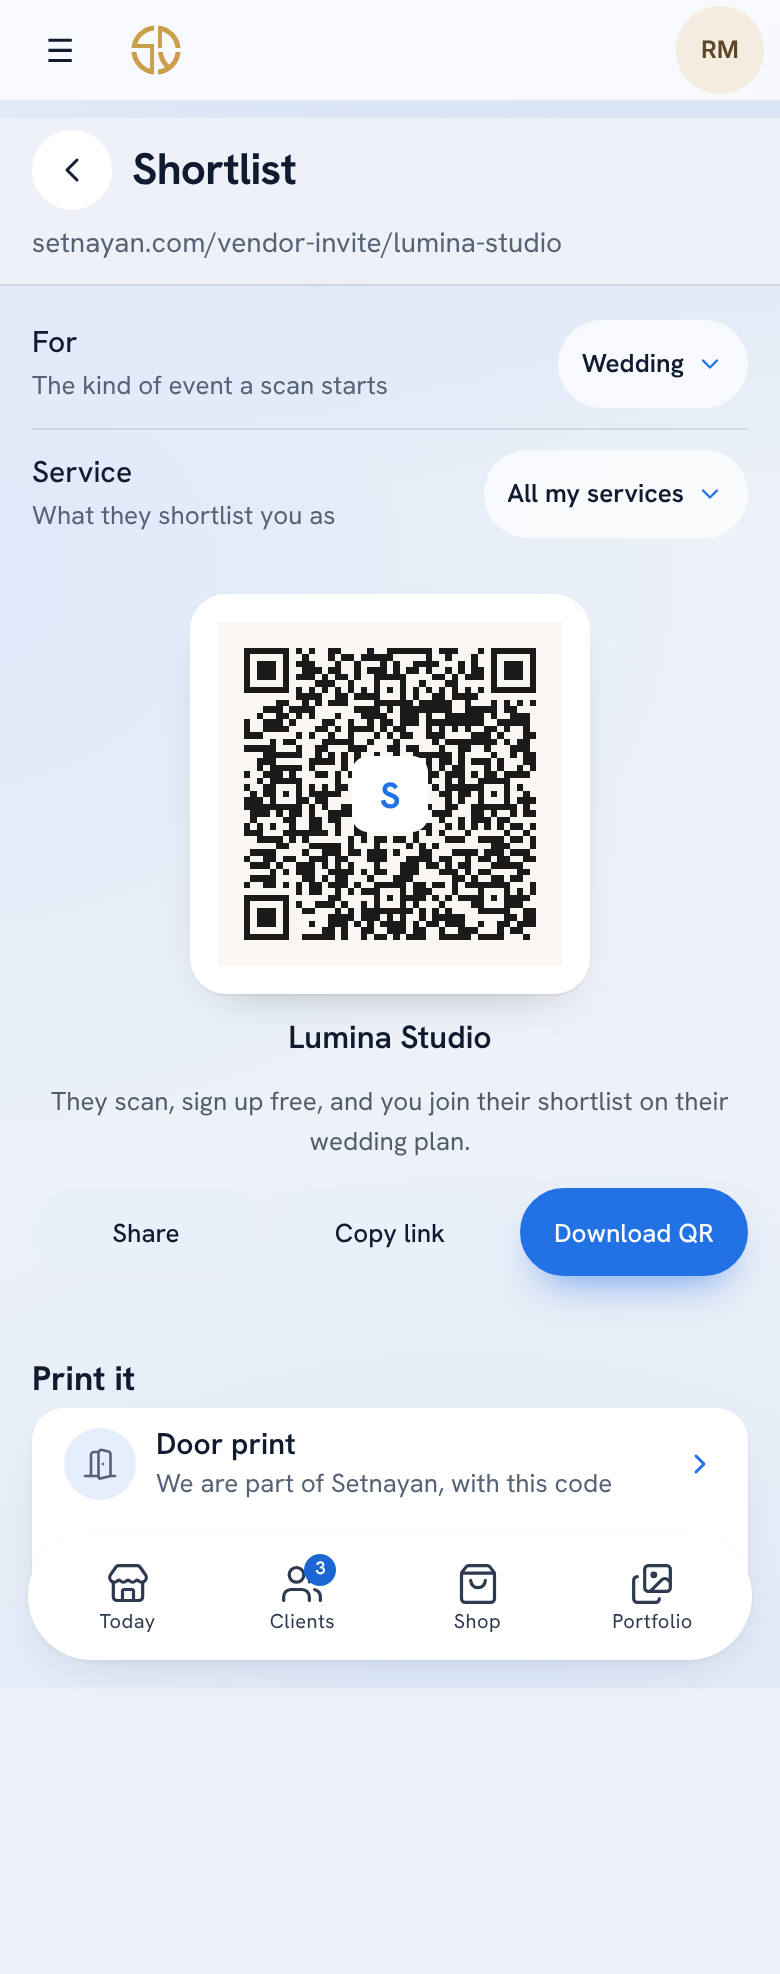 RM
Shortlist
setnayan.com/vendor-invite/lumina-studio
For
The kind of event a scan starts
Wedding
Service
What they shortlist you as
All my services
S
Lumina Studio
They scan, sign up free, and you join their shortlist on their
wedding plan.
Share
Copy link
Download QR
Print it
Door print
We are part of Setnayan, with this code
3
Today
Clients
Shop
Portfolio